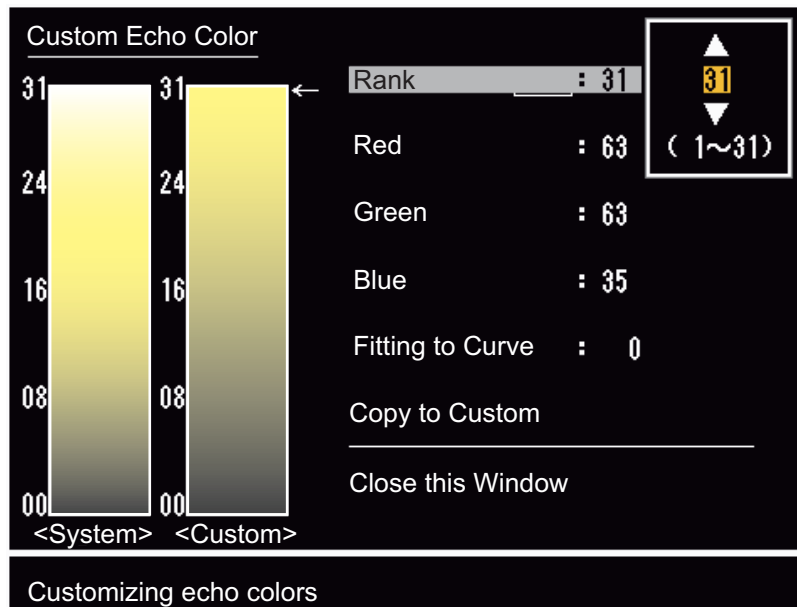 Custom Echo Color
31 31 ← Rank : 31
31
( 1~31)
Red : 63
24 24
Green : 63
16 16 Blue : 35
Fitting to Curve : 0
08 08
Copy to Custom
Close this Window
00 00
<System> <Custom>
Customizing echo colors